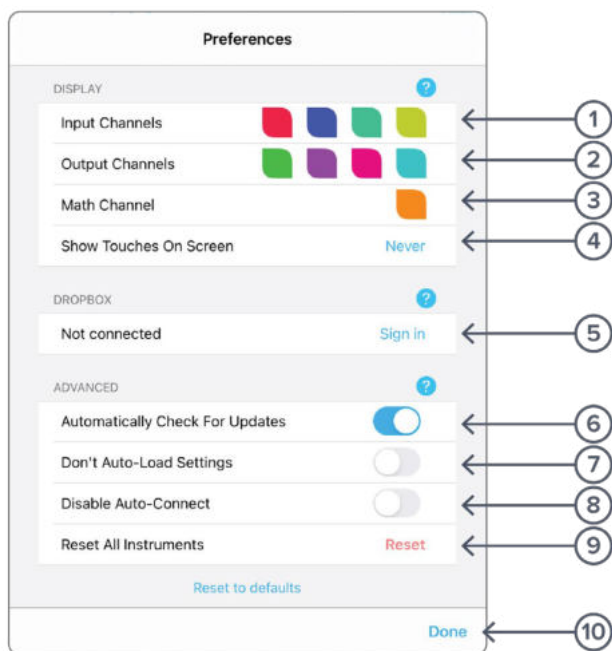 Preferences
DISPLAY ?
Input Channels 1
Output Channels 2
Math Channel 3
Show Touches On Screen Never 4
DROPBOX ?
Not connected Sign in 5
ADVANCED ?
Automatically Check For Updates 6
Don't Auto-Load Settings 7
Disable Auto-Connect 8
Reset All Instruments Reset 9
Reset to defaults
Done 10